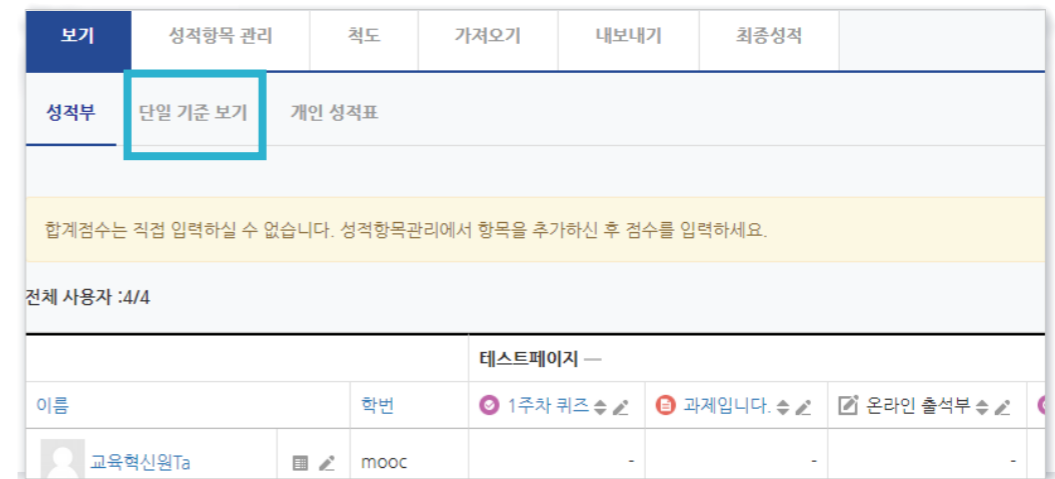 보기 성적항목 관리 척도 가져오기 내보내기 최종성적
성적부 단일 기준 보기 개인 성적표
합계점수는 직접 입력하실 수 없습니다. 성적항목관리에서 항목을 추가하신 후 점수를 입력하세요.
전체 사용자 :4/4
테스트페이지 —
이름 학번 1주차 퀴즈 과제입니다. 온라인 출석부
교육혁신원Ta mooc - - -